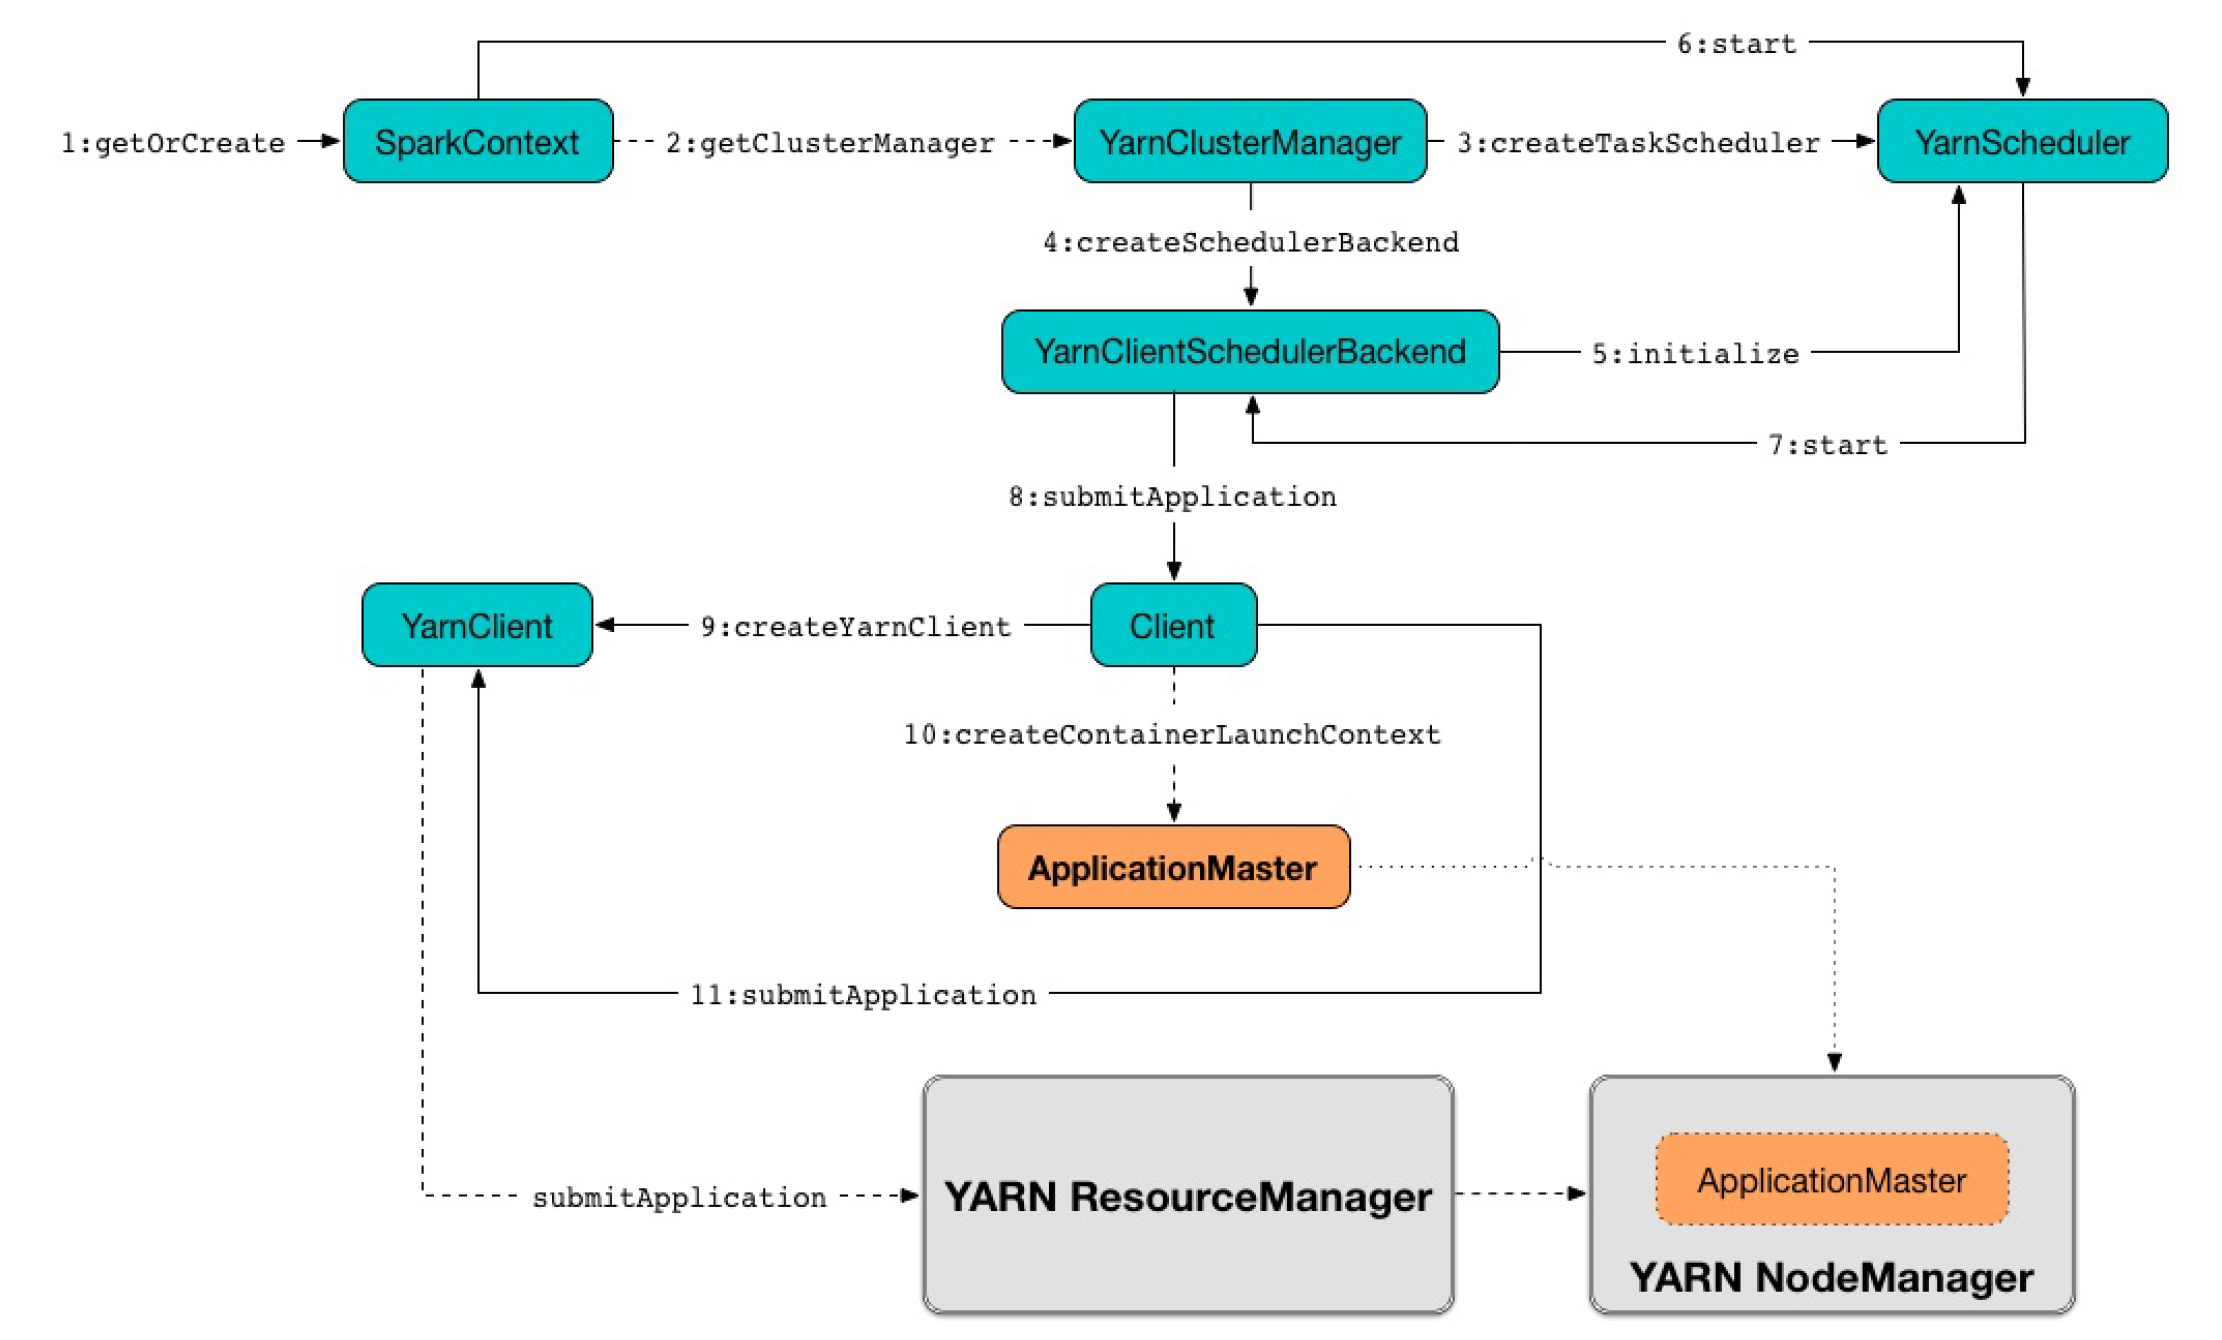 6:start
1:getOrCreate
SparkContext
2:getClusterManager
YarnClusterManager
3:createTaskScheduler
YarnScheduler
4:createSchedulerBackend
YarnClientSchedulerBackend
5:initialize
7:start
8:submitApplication
YarnClient
9:createYarnClient
Client
10:createContainerLaunchContext
ApplicationMaster
11:submitApplication
submitApplication
YARN ResourceManager
ApplicationMaster
YARN NodeManager